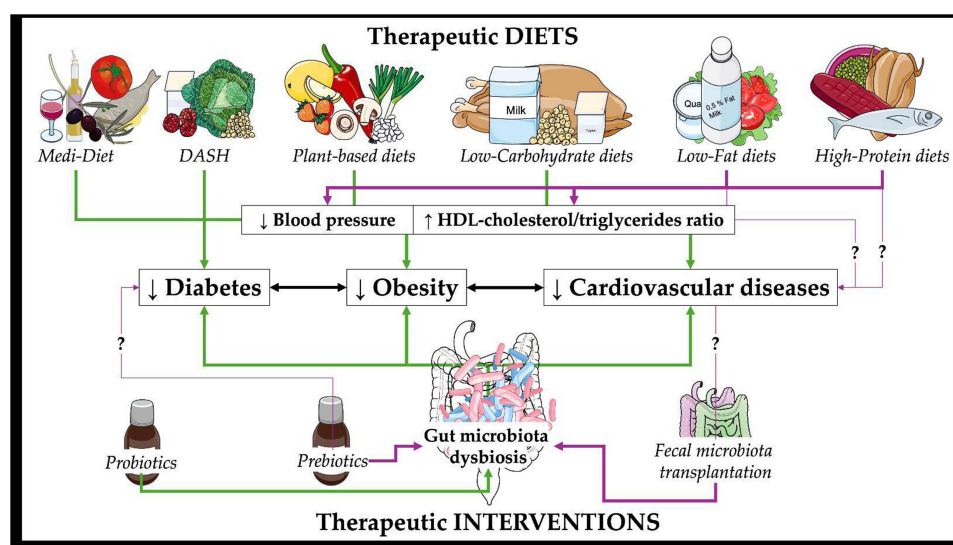 Therapeutic DIETS
Milk
Qua
0,5 % Fat
Milk
Medi-Diet
DASH
Plant-based diets
Low-Carbohydrate diets
Low-Fat diets
High-Protein diets
↓ Blood pressure
↑ HDL-cholesterol/triglycerides ratio
?
?
↓ Diabetes
↓ Obesity
↓ Cardiovascular diseases
?
?
Gut microbiota
dysbiosis
Probiotics
Prebiotics
Fecal microbiota
transplantation
Therapeutic INTERVENTIONS